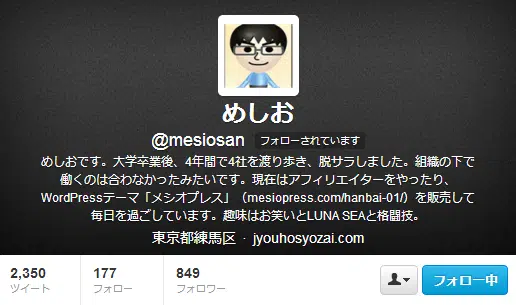 めしお
@mesiosan フォローされています
めしおです。大学卒業後、4年間で4社を渡り歩き、脱サラしました。組織の下で
働くのは合わなかったみたいです。現在はアフィリエイターをやったり、
WordPressテーマ「メシオプレス」（mesiopress.com/hanbai-01/）を販売して
毎日を過ごしています。趣味はお笑いとLUNA SEAと格闘技。
東京都練馬区 · jyouhosyozai.com
2,350 177 849
ツイート フォロー フォロワー
フォロー中